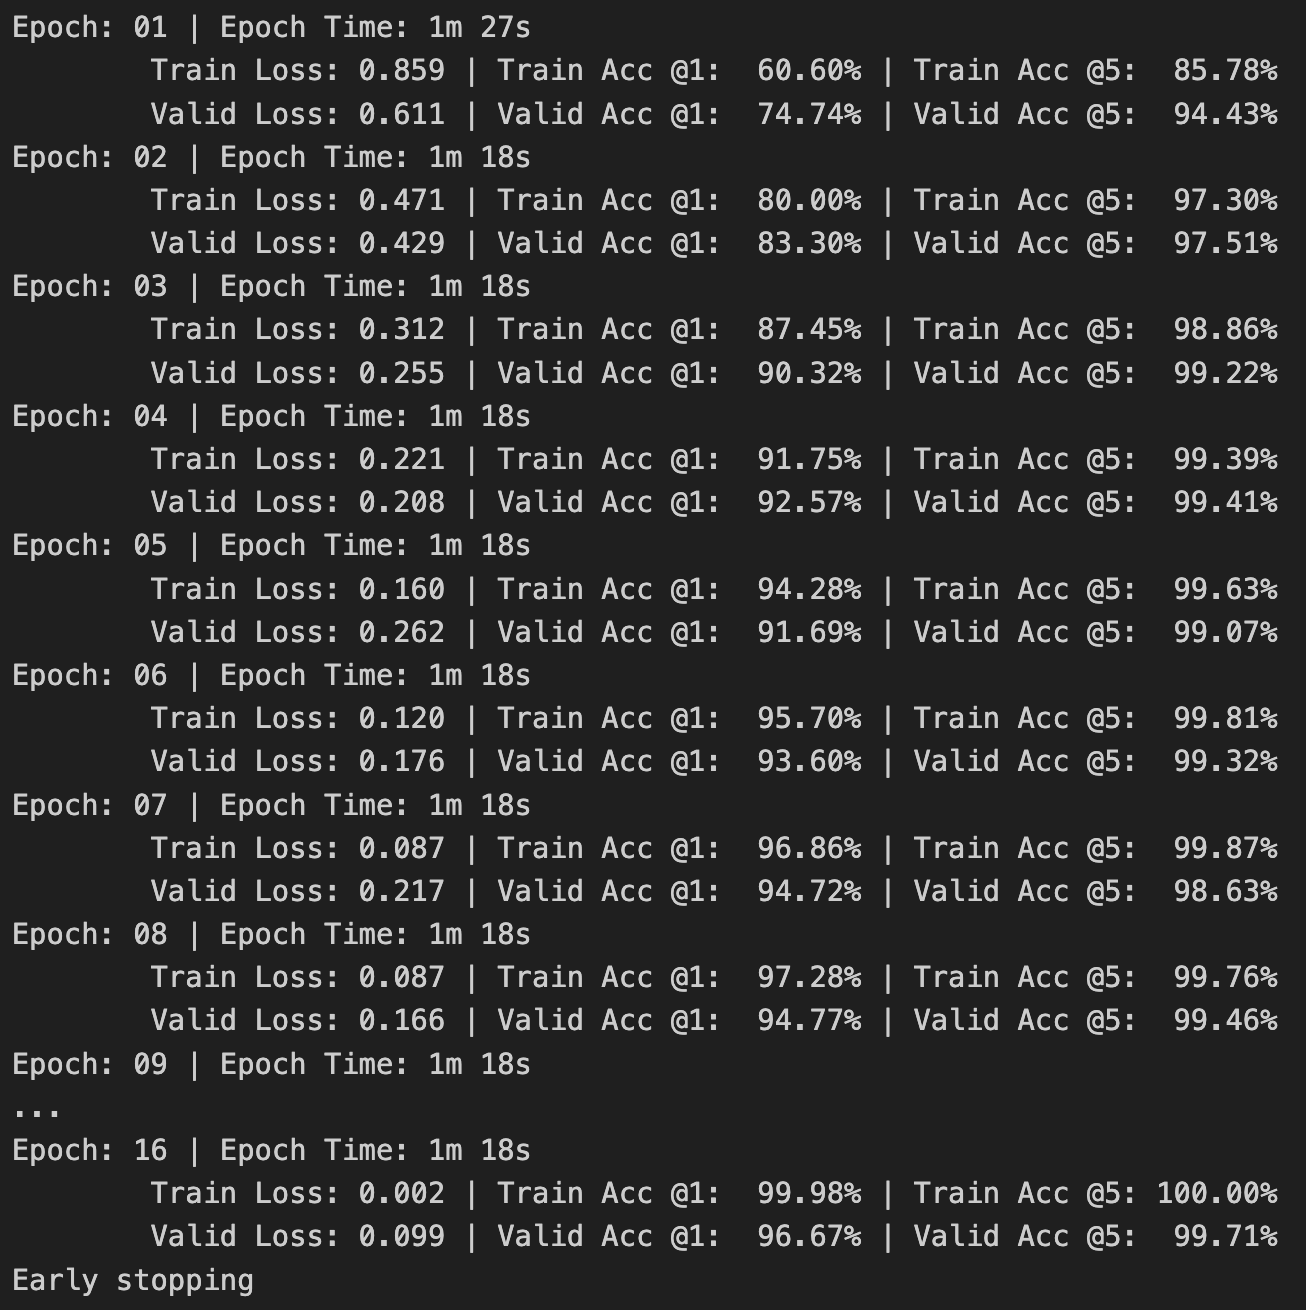 Epoch: 01 | Epoch Time: 1m 27s
        Train Loss: 0.859 | Train Acc @1:  60.60% | Train Acc @5:  85.78%
        Valid Loss: 0.611 | Valid Acc @1:  74.74% | Valid Acc @5:  94.43%
Epoch: 02 | Epoch Time: 1m 18s
        Train Loss: 0.471 | Train Acc @1:  80.00% | Train Acc @5:  97.30%
        Valid Loss: 0.429 | Valid Acc @1:  83.30% | Valid Acc @5:  97.51%
Epoch: 03 | Epoch Time: 1m 18s
        Train Loss: 0.312 | Train Acc @1:  87.45% | Train Acc @5:  98.86%
        Valid Loss: 0.255 | Valid Acc @1:  90.32% | Valid Acc @5:  99.22%
Epoch: 04 | Epoch Time: 1m 18s
        Train Loss: 0.221 | Train Acc @1:  91.75% | Train Acc @5:  99.39%
        Valid Loss: 0.208 | Valid Acc @1:  92.57% | Valid Acc @5:  99.41%
Epoch: 05 | Epoch Time: 1m 18s
        Train Loss: 0.160 | Train Acc @1:  94.28% | Train Acc @5:  99.63%
        Valid Loss: 0.262 | Valid Acc @1:  91.69% | Valid Acc @5:  99.07%
Epoch: 06 | Epoch Time: 1m 18s
        Train Loss: 0.120 | Train Acc @1:  95.70% | Train Acc @5:  99.81%
        Valid Loss: 0.176 | Valid Acc @1:  93.60% | Valid Acc @5:  99.32%
Epoch: 07 | Epoch Time: 1m 18s
        Train Loss: 0.087 | Train Acc @1:  96.86% | Train Acc @5:  99.87%
        Valid Loss: 0.217 | Valid Acc @1:  94.72% | Valid Acc @5:  98.63%
Epoch: 08 | Epoch Time: 1m 18s
        Train Loss: 0.087 | Train Acc @1:  97.28% | Train Acc @5:  99.76%
        Valid Loss: 0.166 | Valid Acc @1:  94.77% | Valid Acc @5:  99.46%
Epoch: 09 | Epoch Time: 1m 18s
...
Epoch: 16 | Epoch Time: 1m 18s
        Train Loss: 0.002 | Train Acc @1:  99.98% | Train Acc @5: 100.00%
        Valid Loss: 0.099 | Valid Acc @1:  96.67% | Valid Acc @5:  99.71%
Early stopping